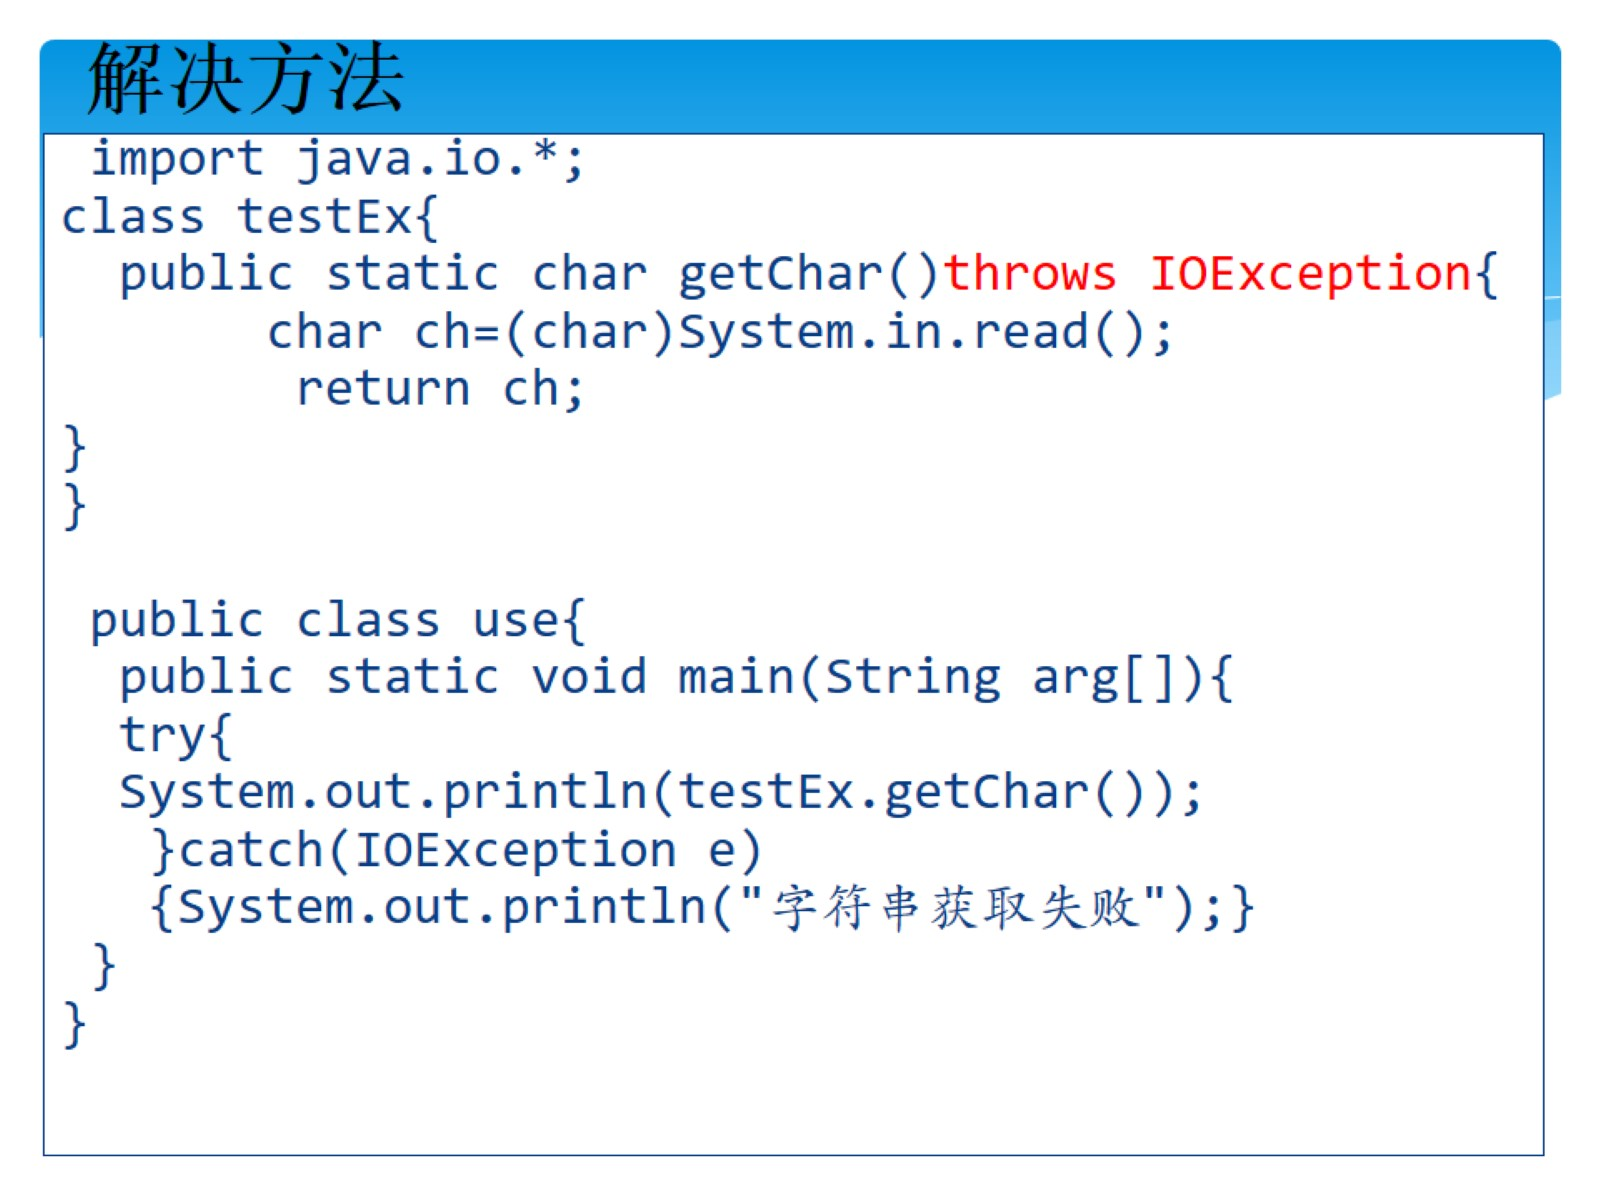 解决方法
import java.io.*;
class testEx{
public static char getChar()throws IOException{
char ch=(char)System.in.read();
return ch;
}
}
public class use{
public static void main(String arg[]){
try{
System.out.println(testEx.getChar());
}catch(IOException e)
{System.out.println("字符串获取失败");}
}
}